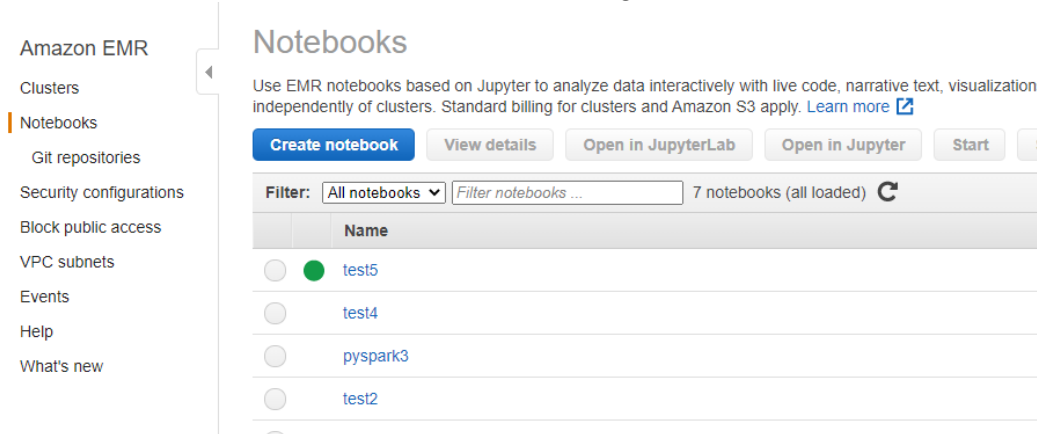 Amazon EMR
Clusters
Notebooks
Git repositories
Security configurations
Block public access
VPC subnets
Events
Help
What's new
Notebooks
Use EMR notebooks based on Jupyter to analyze data interactively with live code, narrative text, visualization
independently of clusters. Standard billing for clusters and Amazon S3 apply. Learn more
Create notebook View details Open in JupyterLab Open in Jupyter Start
Filter: All notebooks Filter notebooks ... 7 notebooks (all loaded)
Name
test5
test4
pyspark3
test2